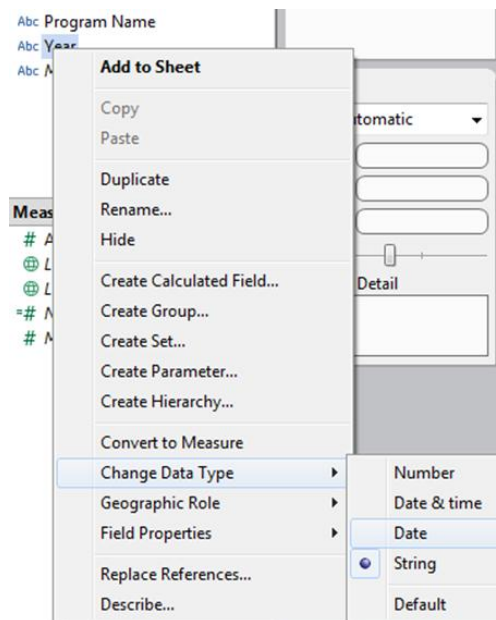 Abc Program Name
Abc Year
Abc
Add to Sheet
Copy
Paste
utomatic
Duplicate
Rename...
Hide
Meas
# A
L
L
=# N
# M
Detail
Create Calculated Field...
Create Group...
Create Set...
Create Parameter...
Create Hierarchy...
Convert to Measure
Change Data Type
Geographic Role
Field Properties
Replace References...
Describe...
Number
Date & time
Date
String
Default